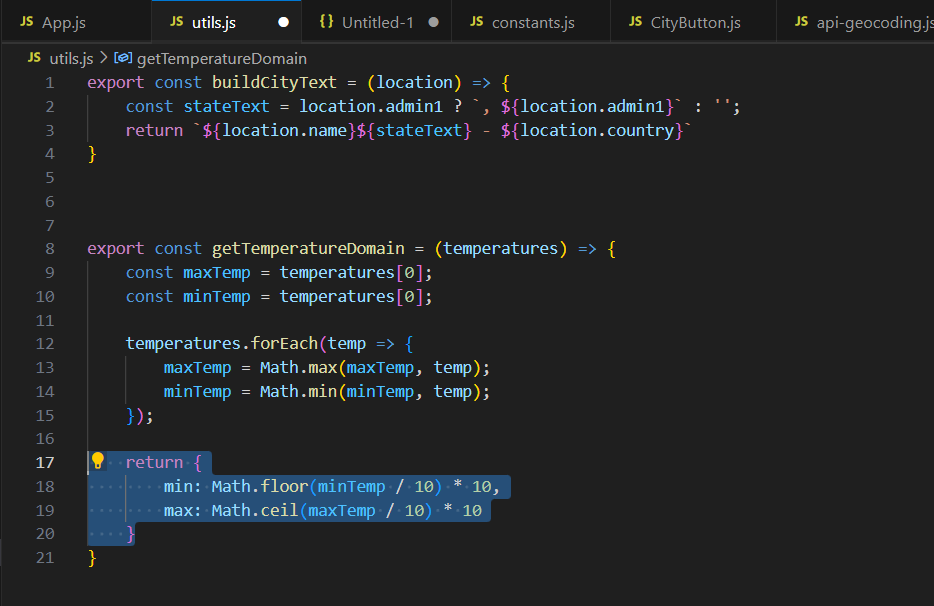 JS App.js JS utils.js {} Untitled-1 JS constants.js JS CityButton.js JS api-geocoding.js
JS utils.js > getTemperatureDomain
1 export const buildCityText = (location) => {
2     const stateText = location.admin1 ? `, ${location.admin1}` : '';
3     return `${location.name}${stateText} - ${location.country}`
4 }
5
6
7
8 export const getTemperatureDomain = (temperatures) => {
9     const maxTemp = temperatures[0];
10     const minTemp = temperatures[0];
11
12     temperatures.forEach(temp => {
13         maxTemp = Math.max(maxTemp, temp);
14         minTemp = Math.min(minTemp, temp);
15     });
16
17     return {
18         min: Math.floor(minTemp / 10) * 10,
19         max: Math.ceil(maxTemp / 10) * 10
20     }
21 }